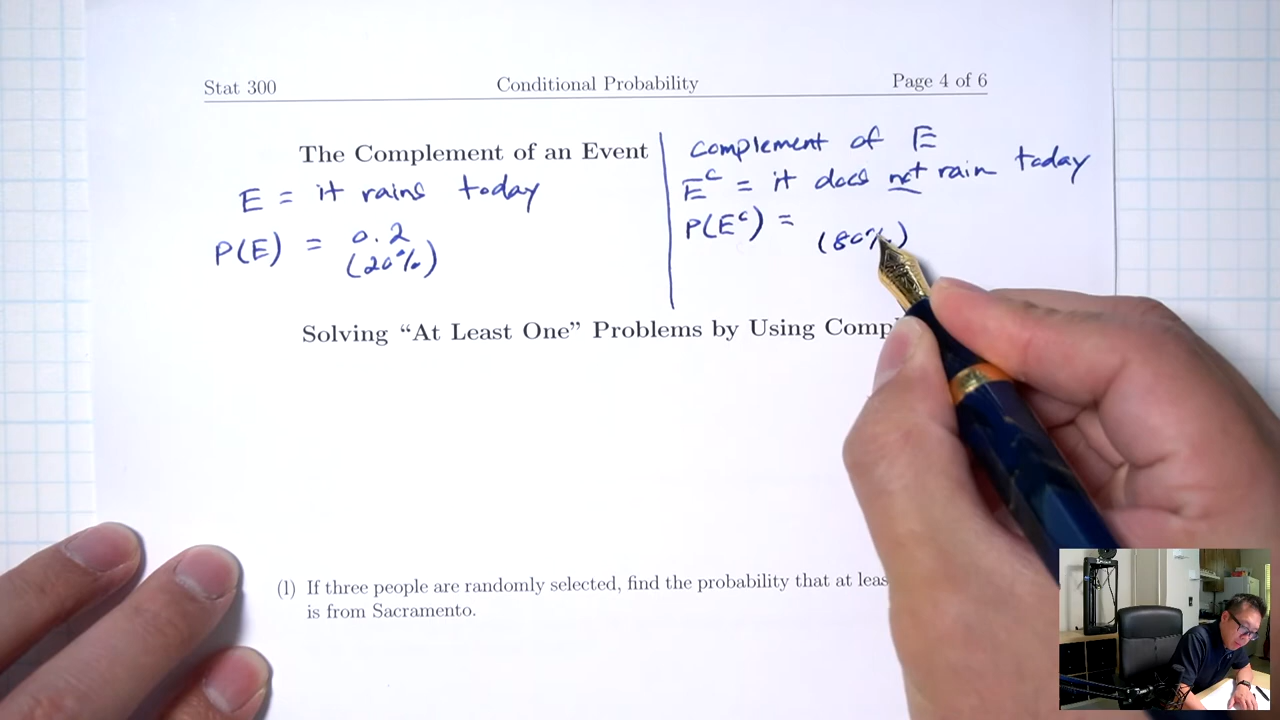 Stat 300 Conditional Probability Page 4 of 6
The Complement of an Event
E = it rains today
P(E) = 0.2
(20%)
complement of E
E^c = it does not rain today
P(E^c) =
(80%)
Solving “At Least One” Problems by Using Comp
(1) If three people are randomly selected, find the probability that at leas
is from Sacramento.